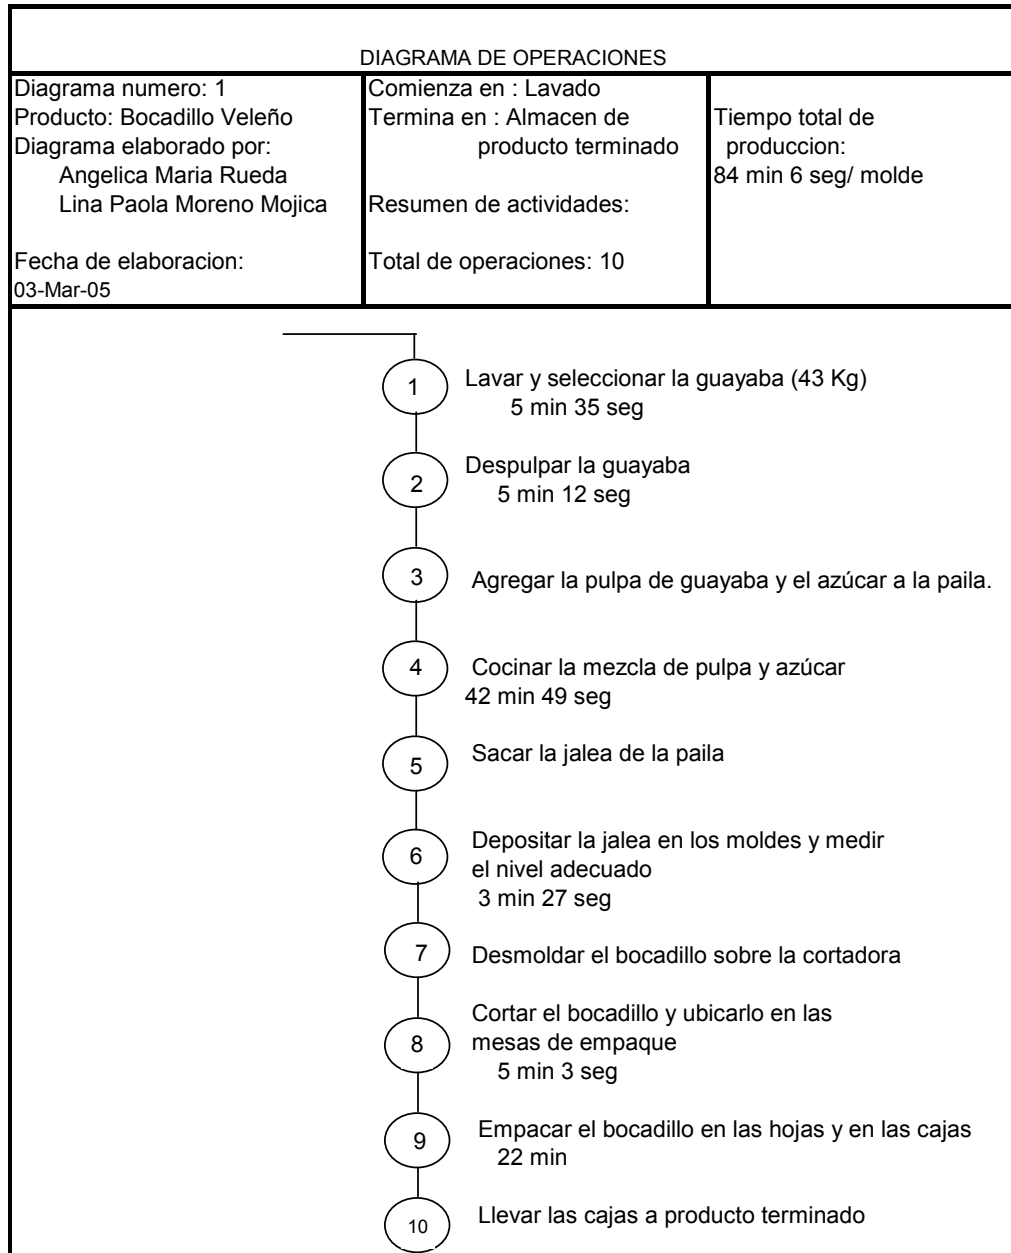 DIAGRAMA DE OPERACIONES
Diagrama numero: 1
Producto: Bocadillo Veleño
Diagrama elaborado por:
Angelica Maria Rueda
Lina Paola Moreno Mojica
Fecha de elaboracion:
03-Mar-05
Comienza en : Lavado
Termina en : Almacen de
producto terminado
Resumen de actividades:
Total de operaciones: 10
Tiempo total de
produccion:
84 min 6 seg/ molde
1
Lavar y seleccionar la guayaba (43 Kg)
5 min 35 seg
2
Despulpar la guayaba
5 min 12 seg
3
Agregar la pulpa de guayaba y el azúcar a la paila.
4
Cocinar la mezcla de pulpa y azúcar
42 min 49 seg
5
Sacar la jalea de la paila
6
Depositar la jalea en los moldes y medir
el nivel adecuado
3 min 27 seg
7
Desmoldar el bocadillo sobre la cortadora
8
Cortar el bocadillo y ubicarlo en las
mesas de empaque
5 min 3 seg
9
Empacar el bocadillo en las hojas y en las cajas
22 min
10
Llevar las cajas a producto terminado